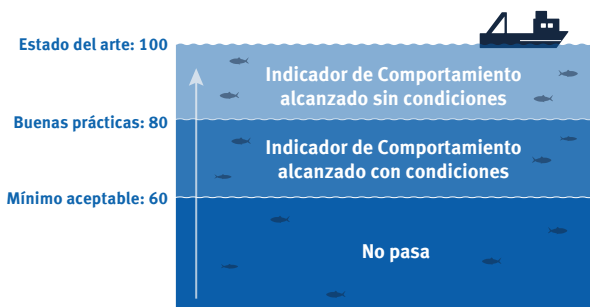 Estado del arte: 100
Indicador de Comportamiento
alcanzado sin condiciones
Buenas prácticas: 80
Indicador de Comportamiento
alcanzado con condiciones
Mínimo aceptable: 60
No pasa